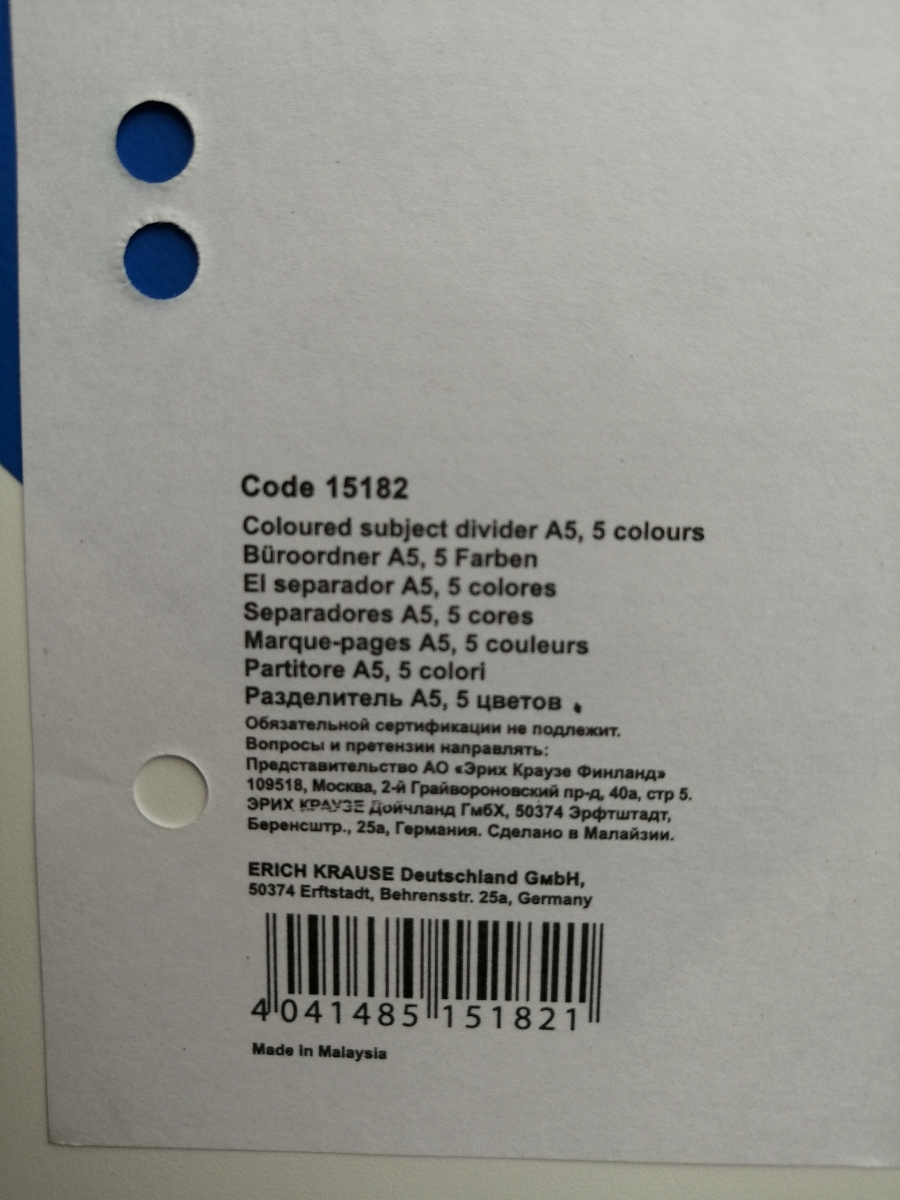 Code 15182
Coloured subject divider A5, 5 colours
Büroordner A5, 5 Farben
El separador A5, 5 colores
Separadores A5, 5 cores
Marque-pages A5, 5 couleurs
Partitore A5, 5 colori
Разделитель А5, 5 цветов
Обязательной сертификации не подлежит.
Вопросы и претензии направлять:
Представительство АО «Эрих Краузе Финланд»
109518, Москва, 2-й Грайвороновский пр-д, 40а, стр 5.
ЭРИХ КРАУЗЕ Дойчланд ГмбХ, 50374 Эрфтштадт,
Беренсштр., 25а, Германия. Сделано в Малайзии.
ERICH KRAUSE Deutschland GмbH,
50374 Erftstadt, Behrensstr. 25a, Germany
4 041485 151821
Made in Malaysia